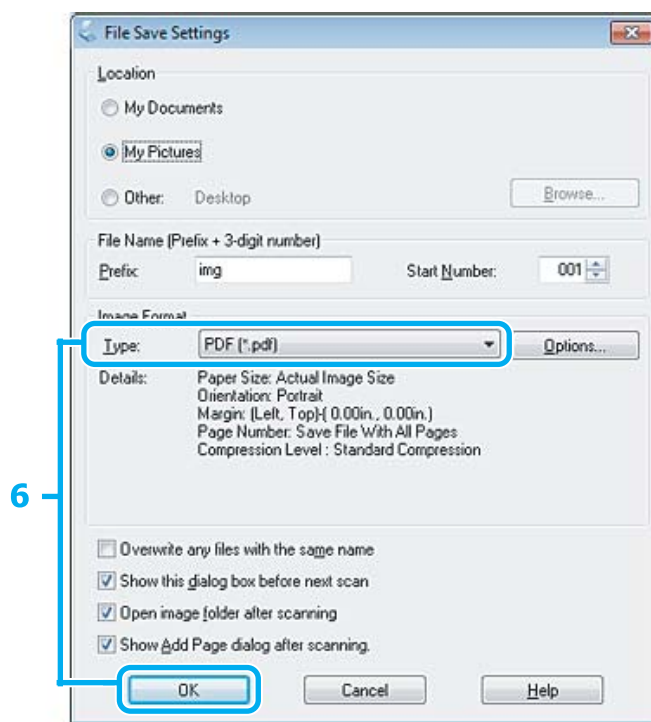 File Save Settings
Location
My Documents
My Pictures
Other: Desktop Browse...
File Name (Prefix + 3-digit number)
Prefix: img Start Number: 001
Image Format
Type: PDF (*.pdf) Options...
Details: Paper Size: Actual Image Size
Orientation: Portrait
Margin: (Left, Top)-( 0.00in., 0.00in.)
Page Number: Save File With All Pages
Compression Level : Standard Compression
6
Overwrite any files with the same name
Show this dialog box before next scan
Open image folder after scanning
Show Add Page dialog after scanning.
OK Cancel Help